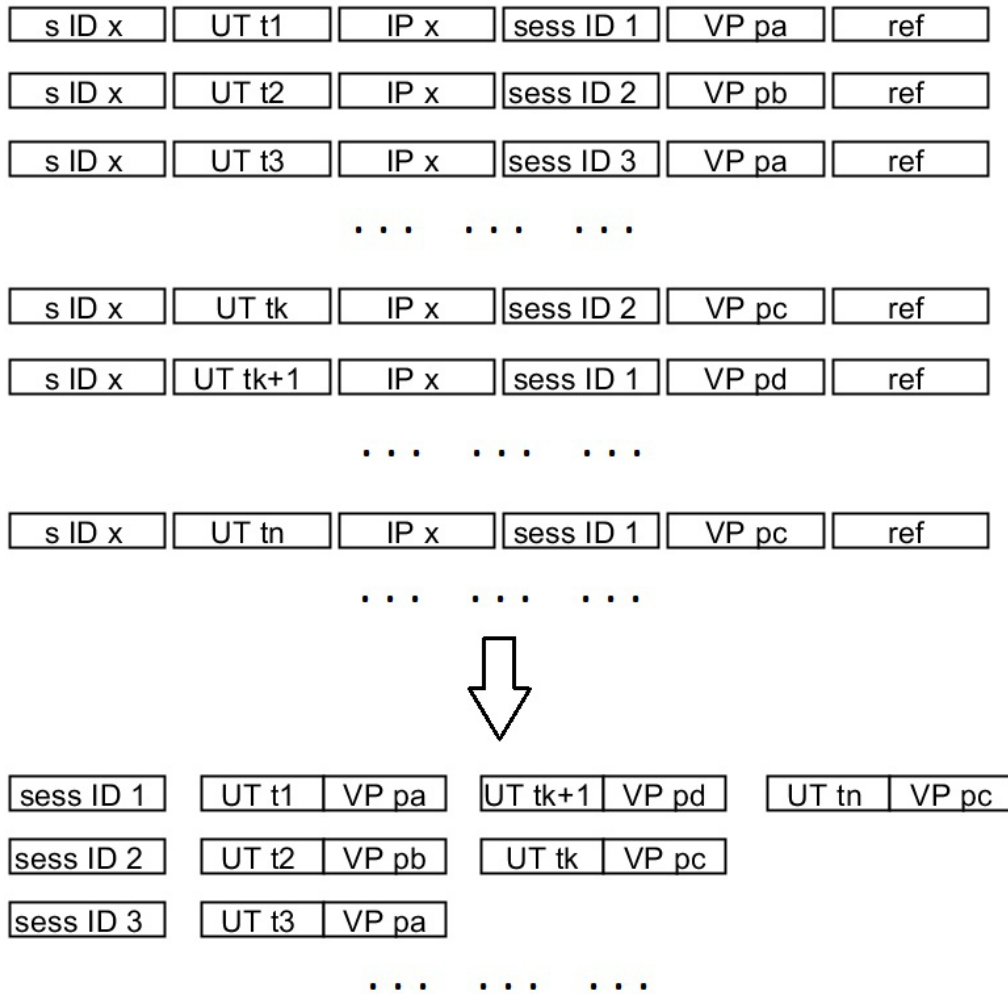 s ID x UT t1 IP x sess ID 1 VP pa ref
s ID x UT t2 IP x sess ID 2 VP pb ref
s ID x UT t3 IP x sess ID 3 VP pa ref
... ... ...
s ID x UT tk IP x sess ID 2 VP pc ref
s ID x UT tk+1 IP x sess ID 1 VP pd ref
... ... ...
s ID x UT tn IP x sess ID 1 VP pc ref
... ... ...
sess ID 1 UT t1 VP pa UT tk+1 VP pd UT tn VP pc
sess ID 2 UT t2 VP pb UT tk VP pc
sess ID 3 UT t3 VP pa
... ... ...